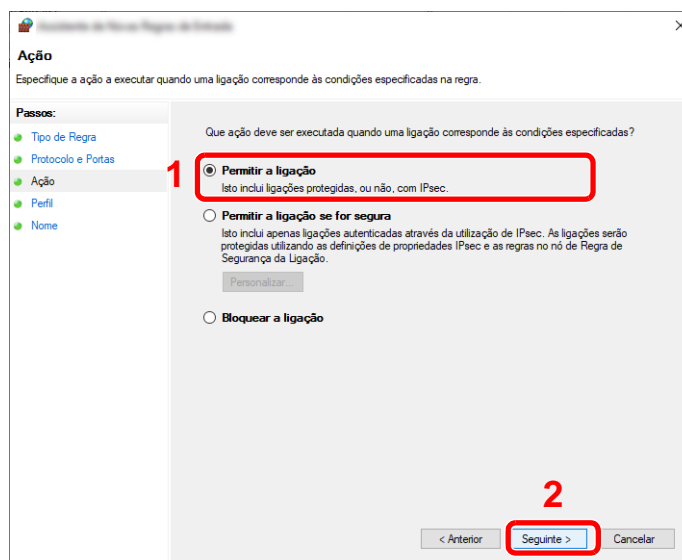 Ação
Especifique a ação a executar quando uma ligação corresponde às condições especificadas na regra.
Passos:
Tipo de Regra
Protocolo e Portas
Ação
Perfil
Nome
Que ação deve ser executada quando uma ligação corresponde às condições especificadas?
1
Permitir a ligação
Isto inclui ligações protegidas, ou não, com IPsec.
Permitir a ligação se for segura
Isto inclui apenas ligações autenticadas através da utilização de IPsec. As ligações serão
protegidas utilizando as definições de propriedades IPsec e as regras no nó de Regra de
Segurança da Ligação.
Personalizar...
Bloquear a ligação
2
< Anterior
Seguinte >
Cancelar